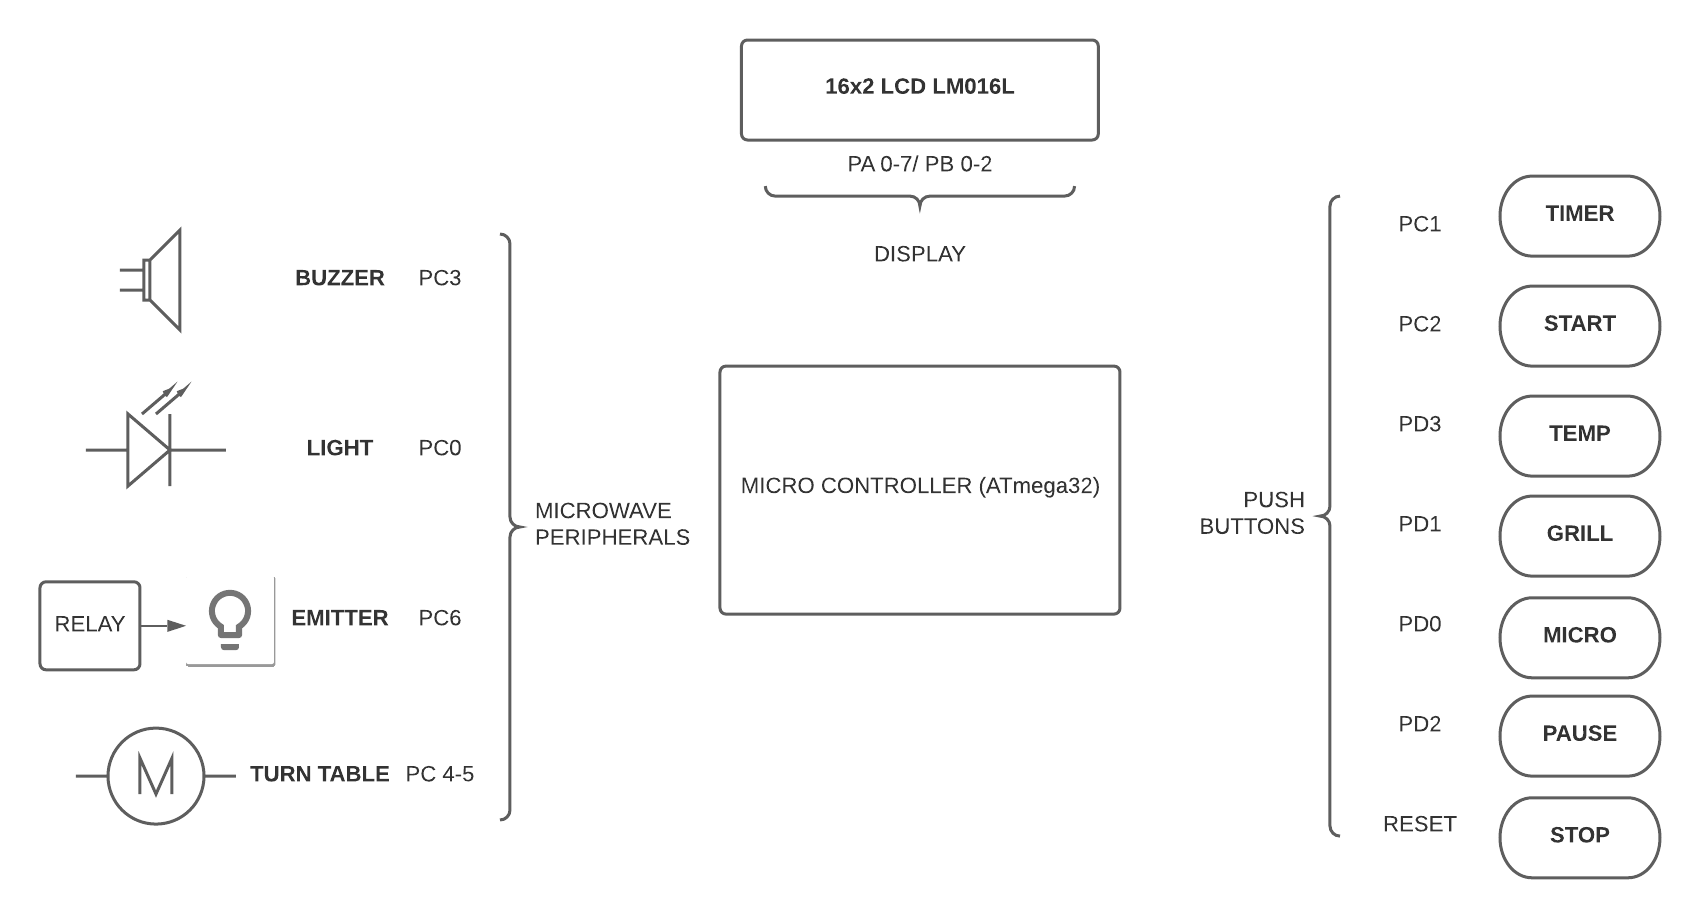 16x2 LCD LM016L
PA 0-7/ PB 0-2
DISPLAY
BUZZER PC3
LIGHT PC0
RELAY EMITTER PC6
M TURN TABLE PC 4-5
MICROWAVE
PERIPHERALS
MICRO CONTROLLER (ATmega32)
PUSH
BUTTONS
PC1 TIMER
PC2 START
PD3 TEMP
PD1 GRILL
PD0 MICRO
PD2 PAUSE
RESET STOP